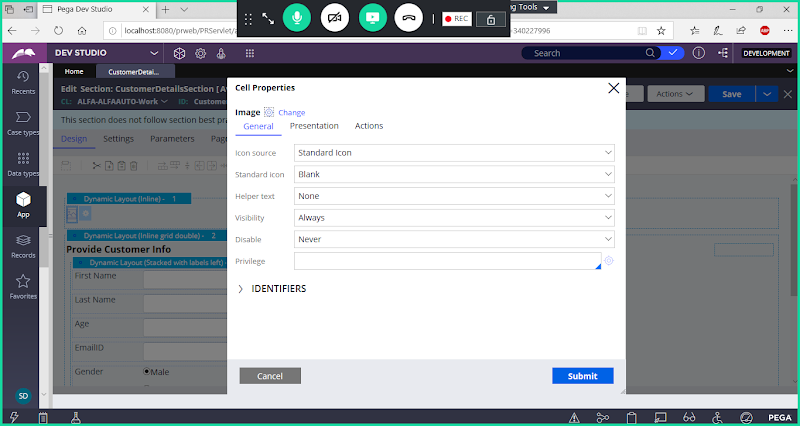 Pega Dev Studio
ng Tools
REC
localhost:8080/prweb/PRServlet/
-340227996
DEV STUDIO
Search
DEVELOPMENT
Home
CustomerDetai...
Recents
Case types
Data types
App
Records
Favorites
SD
Edit Section: CustomerDetailsSection [ A
CL: ALFA-ALFAAUTO-Work
ID: Custome
Actions
Save
This section does not follow section best pra
Design
Settings
Parameters
Page
Dynamic Layout (Inline) - 1
Dynamic Layout (Inline grid double) - 2
Provide Customer Info
Dynamic Layout (Stacked with labels left) -
First Name
Last Name
Age
EmailID
Gender
Male
Cell Properties
Image
Change
General
Presentation
Actions
Icon source
Standard Icon
Standard icon
Blank
Helper text
None
Visibility
Always
Disable
Never
Privilege
IDENTIFIERS
Cancel
Submit
PEGA